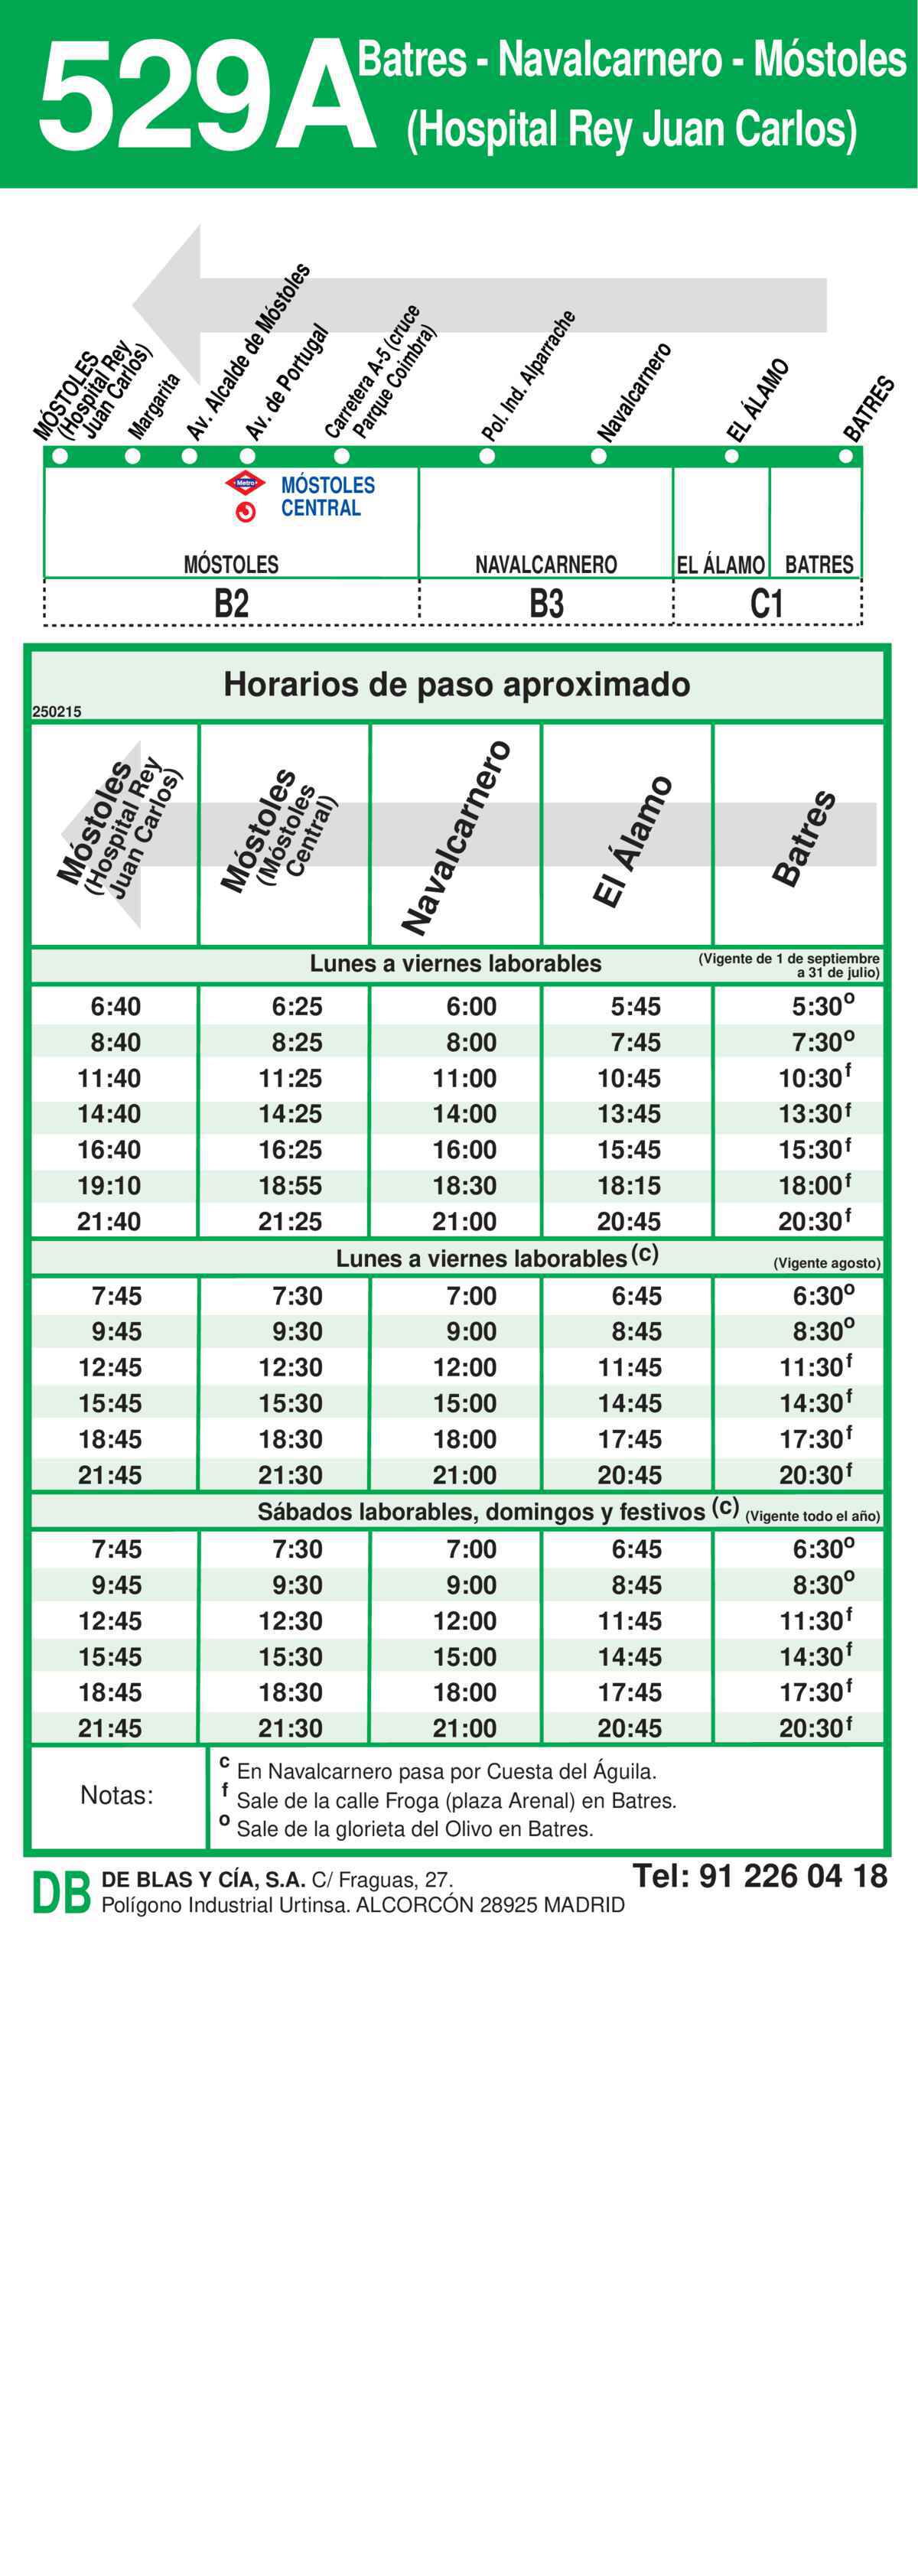 529A
Batres - Navalcarnero - Móstoles
(Hospital Rey Juan Carlos)
MÓSTOLES
(Hospital Rey
Juan Carlos)
Margarita
Av. Alcalde de Móstoles
Av. de Portugal
Carretera A-5 (cruce
Parque Coimbra)
Pol. Ind. Alparrache
Navalcarnero
EL ÁLAMO
BATRES
Metro
MÓSTOLES
CENTRAL
MÓSTOLES NAVALCARNERO EL ÁLAMO BATRES
B2 B3 C1
Horarios de paso aproximado
250215
Móstoles
(Hospital Rey
Juan Carlos)
Móstoles
(Móstoles
Central)
Navalcarnero
El Álamo
Batres
Lunes a viernes laborables
(Vigente de 1 de septiembre
a 31 de julio)
6:40 6:25 6:00 5:45 5:30º
8:40 8:25 8:00 7:45 7:30º
11:40 11:25 11:00 10:45 10:30 f
14:40 14:25 14:00 13:45 13:30 f
16:40 16:25 16:00 15:45 15:30 f
19:10 18:55 18:30 18:15 18:00 f
21:40 21:25 21:00 20:45 20:30 f
Lunes a viernes laborables (c) (Vigente agosto)
7:45 7:30 7:00 6:45 6:30º
9:45 9:30 9:00 8:45 8:30º
12:45 12:30 12:00 11:45 11:30 f
15:45 15:30 15:00 14:45 14:30 f
18:45 18:30 18:00 17:45 17:30 f
21:45 21:30 21:00 20:45 20:30 f
Sábados laborables, domingos y festivos (c) (Vigente todo el año)
7:45 7:30 7:00 6:45 6:30º
9:45 9:30 9:00 8:45 8:30º
12:45 12:30 12:00 11:45 11:30 f
15:45 15:30 15:00 14:45 14:30 f
18:45 18:30 18:00 17:45 17:30 f
21:45 21:30 21:00 20:45 20:30 f
Notas:
c En Navalcarnero pasa por Cuesta del Águila.
f Sale de la calle Froga (plaza Arenal) en Batres.
o Sale de la glorieta del Olivo en Batres.
DB DE BLAS Y CÍA, S.A. C/ Fraguas, 27. Tel: 91 226 04 18
Polígono Industrial Urtinsa. ALCORCÓN 28925 MADRID